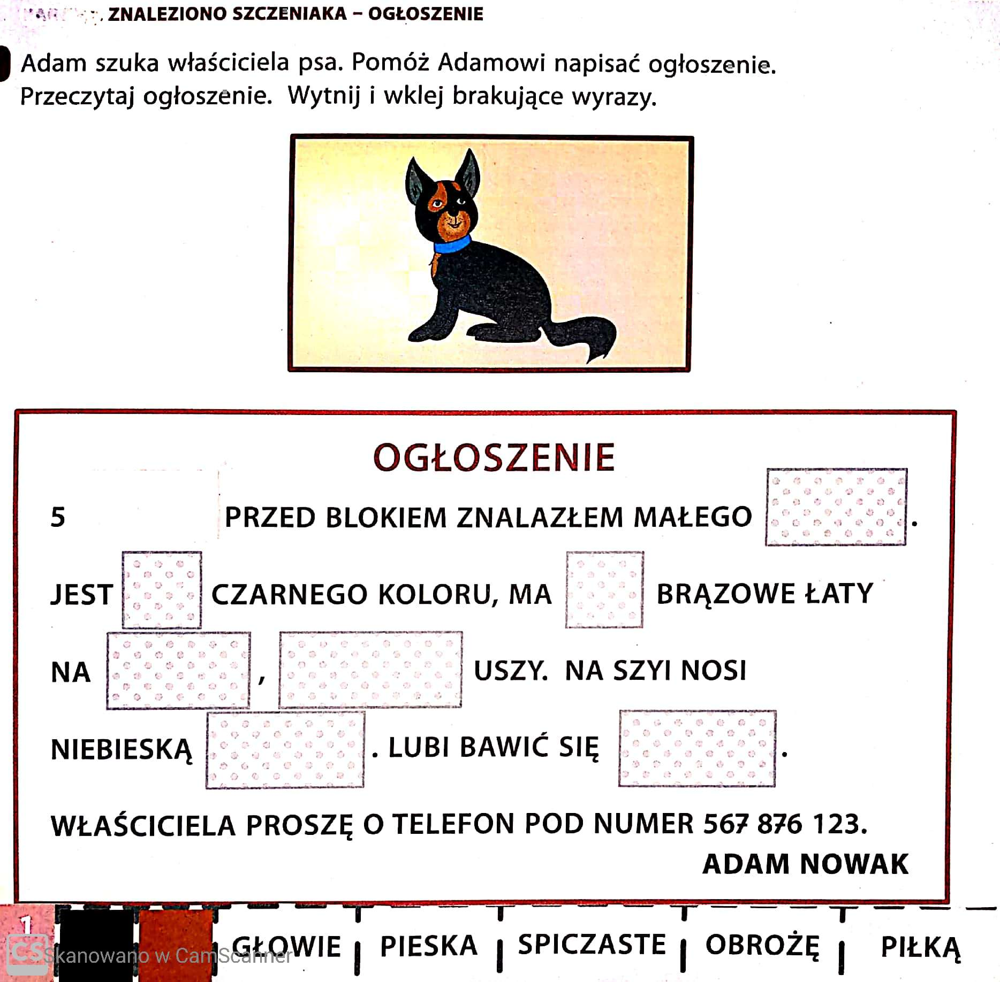 ZNALEZIONO SZCZENIAKA – OGŁOSZENIE
Adam szuka właściciela psa. Pomóż Adamowi napisać ogłoszenie.
Przeczytaj ogłoszenie. Wytnij i wklej brakujące wyrazy.
OGŁOSZENIE
5 PRZED BLOKIEM ZNALAZŁEM MAŁEGO .
JEST CZARNEGO KOLORU, MA BRĄZOWE ŁATY
NA , USZY. NA SZYI NOSI
NIEBIESKĄ . LUBI BAWIĆ SIĘ .
WŁAŚCICIELA PROSZĘ O TELEFON POD NUMER 567 876 123.
ADAM NOWAK
1
GŁOWIE PIESKA SPICZASTE OBROŻĘ PIŁKĄ
CS Skanowano w CamScanner